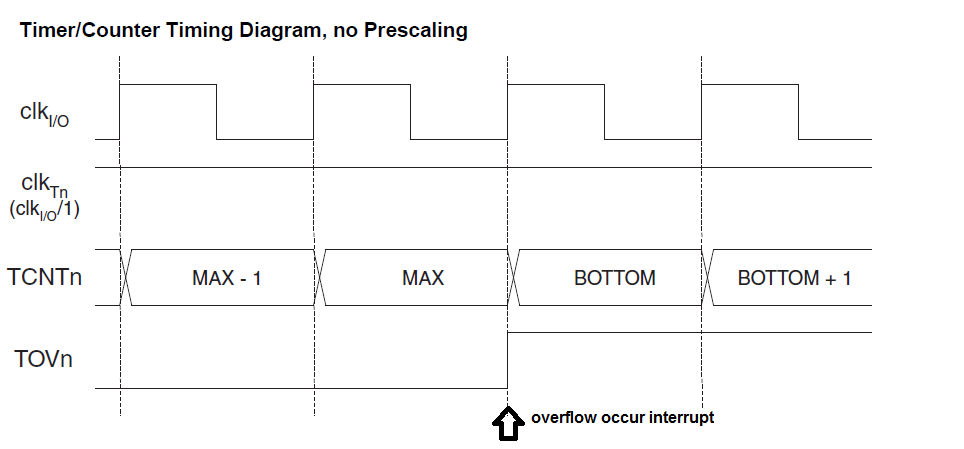 Timer/Counter Timing Diagram, no Prescaling
clkI/O
clkTn
(clkI/O/1)
TCNTn MAX - 1 MAX BOTTOM BOTTOM + 1
TOVn
overflow occur interrupt